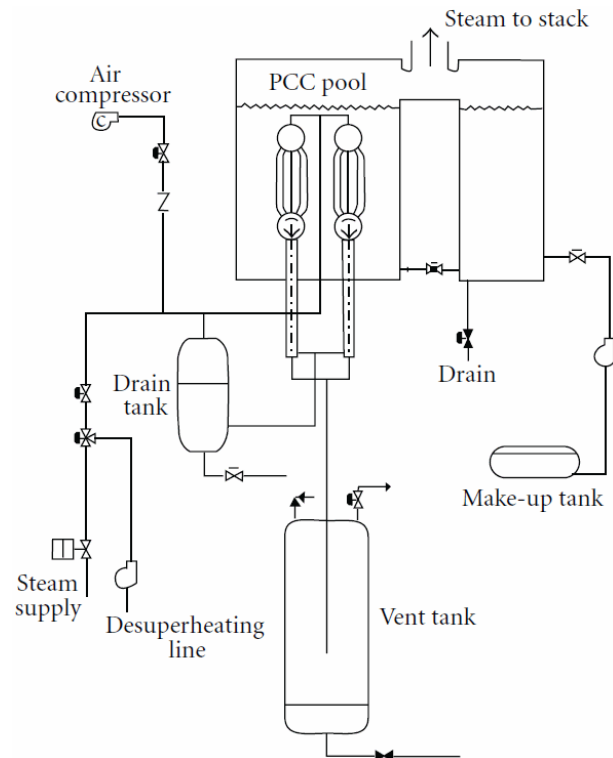 Steam to stack
Air
compressor
PCC pool
C
Drain
tank
Drain
Make-up tank
Steam
supply
Desuperheating
line
Vent tank